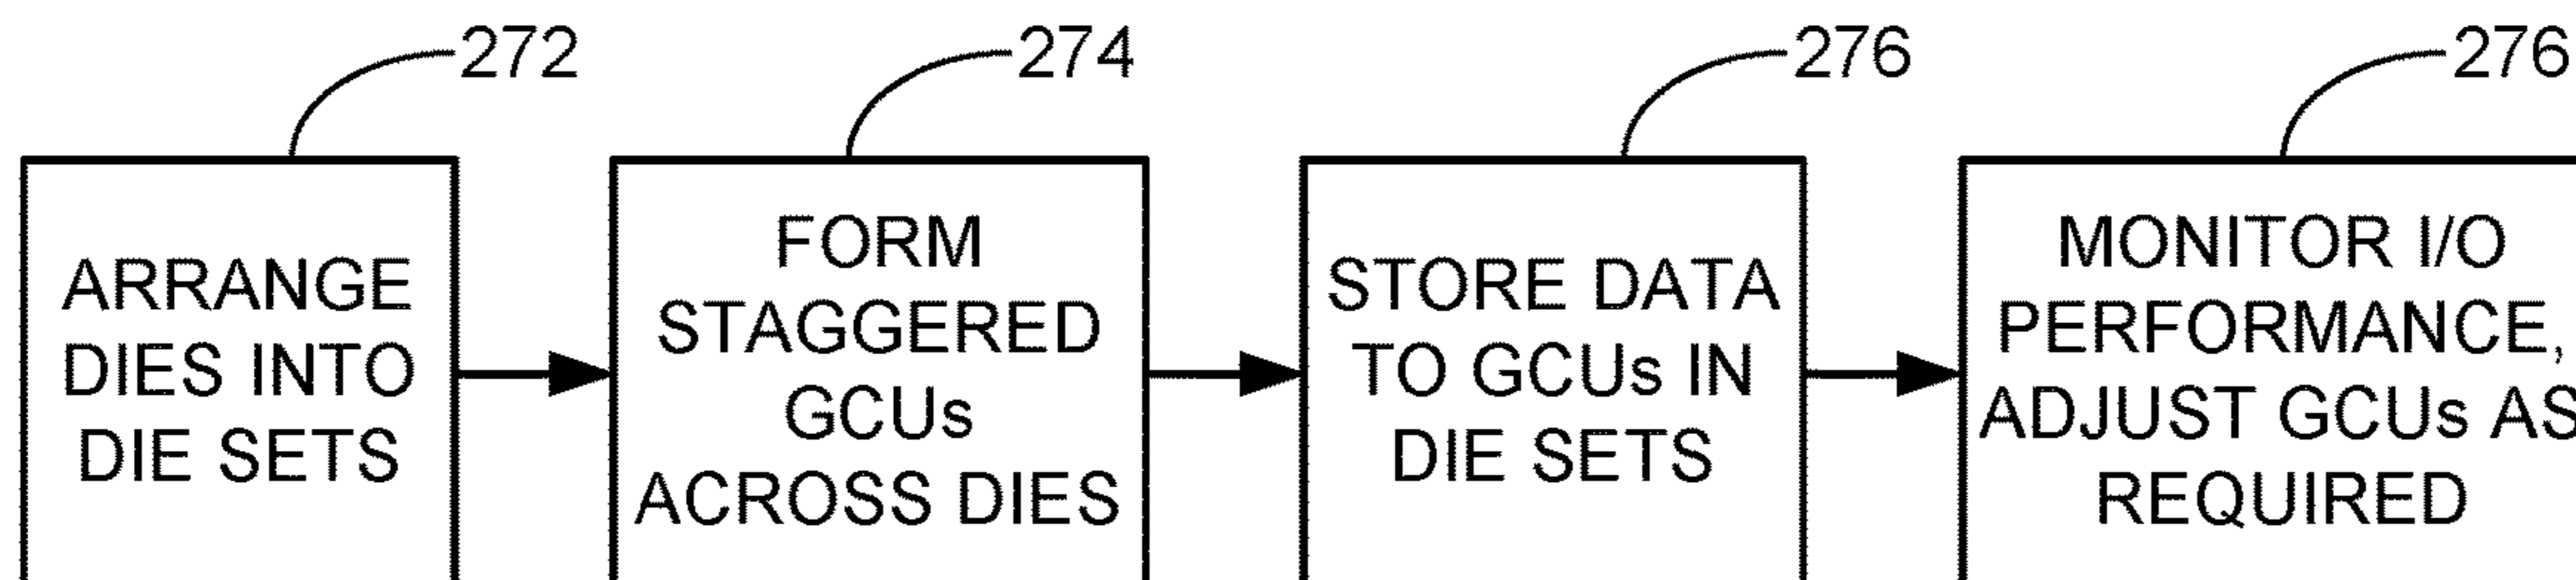 272
274
276
276
ARRANGE
DIES INTO
DIE SETS
FORM
STAGGERED
GCUs
ACROSS DIES
STORE DATA
TO GCUs IN
DIE SETS
MONITOR I/O
PERFORMANCE,
ADJUST GCUs AS
REQUIRED